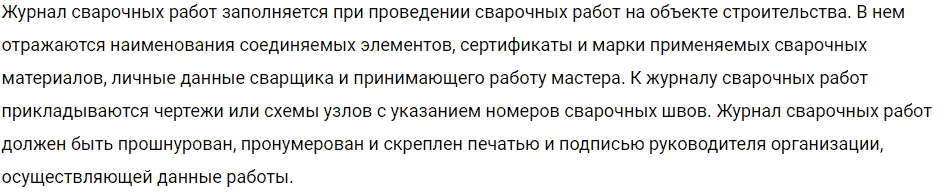 Журнал сварочных работ заполняется при проведении сварочных работ на объекте строительства. В нем
отражаются наименования соединяемых элементов, сертификаты и марки применяемых сварочных
материалов, личные данные сварщика и принимающего работу мастера. К журналу сварочных работ
прикладываются чертежи или схемы узлов с указанием номеров сварочных швов. Журнал сварочных работ
должен быть прошнурован, пронумерован и скреплен печатью и подписью руководителя организации,
осуществляющей данные работы.